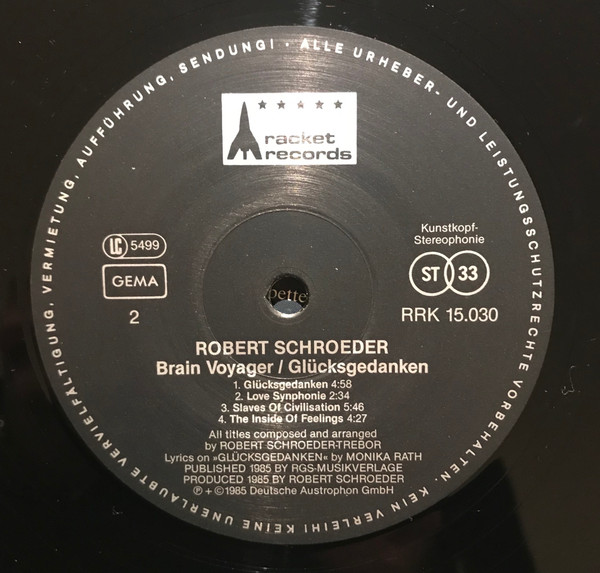 ALLE URHEBER- UND LEISTUNGSSCHUTZRECHTE VORBEHALTEN · KEIN VERLEIH! KEINE UNERLAUBTE VERVIELFÄLTIGUNG, VERMIETUNG, AUFFÜHRUNG, SENDUNG! ·
racket
records
LC 5499
GEMA
2
Kunstkopf-
Stereophonie
ST 33
RRK 15.030
pette
ROBERT SCHROEDER
Brain Voyager / Glücksgedanken
1. Glücksgedanken 4:58
2. Love Synphonie 2:34
3. Slaves Of Civilisation 5:46
4. The Inside Of Feelings 4:27
All titles composed and arranged
by ROBERT SCHROEDER-TREBOR
Lyrics on »GLÜCKSGEDANKEN« by MONIKA RATH
PUBLISHED 1985 BY RGS-MUSIKVERLAGE
PRODUCED 1985 BY ROBERT SCHROEDER
℗ + © 1985 Deutsche Austrophon GmbH